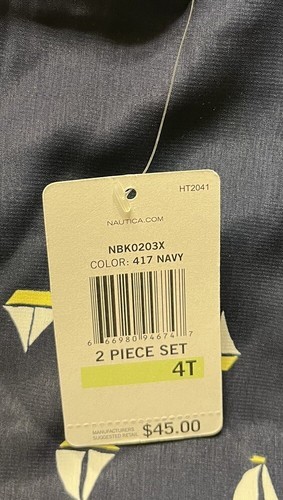 HT2041
NAUTICA.COM
NBK0203X
COLOR: 417 NAVY
6 66980 94674 7
2 PIECE SET
4T
MANUFACTURERS
SUGGESTED RETAIL
$45.00